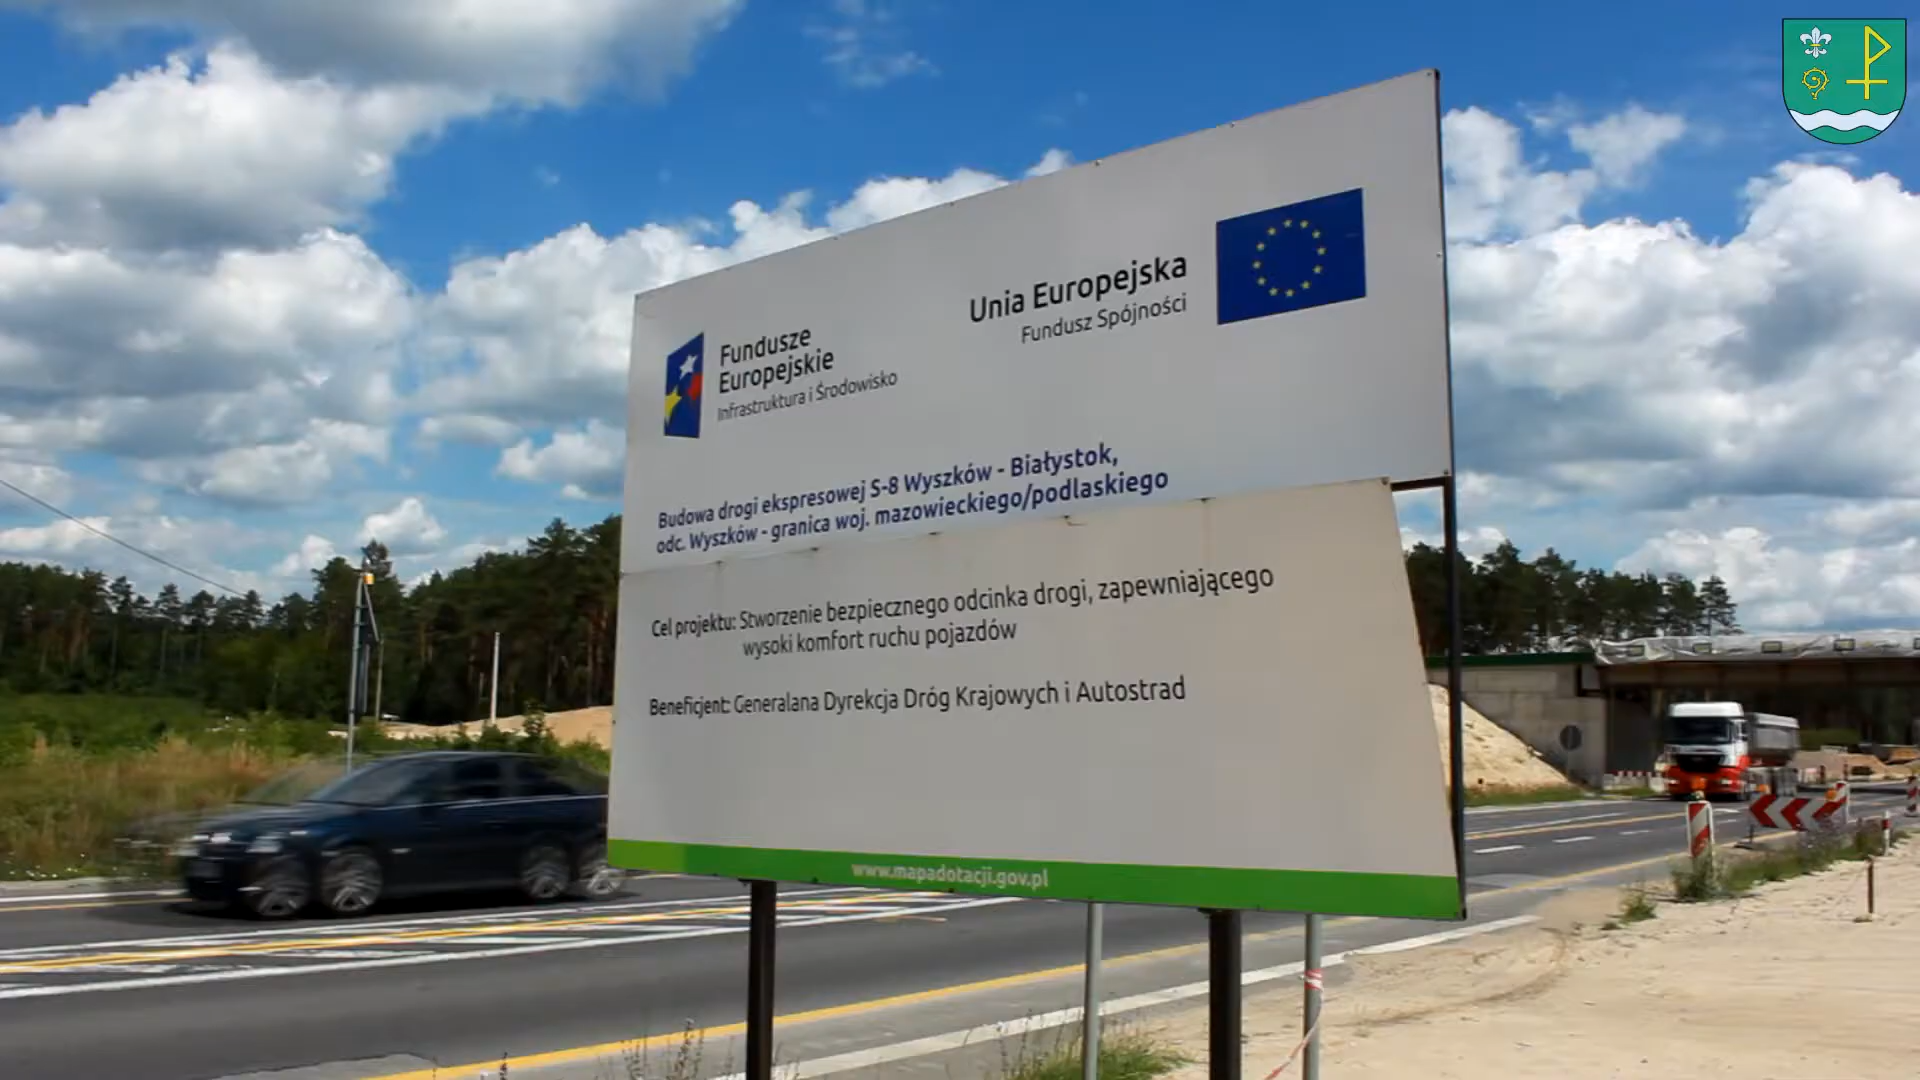 Fundusze
Europejskie
Infrastruktura i Środowisko
Unia Europejska
Fundusz Spójności
Budowa drogi ekspresowej S-8 Wyszków - Białystok,
odc. Wyszków - granica woj. mazowieckiego/podlaskiego
Cel projektu: Stworzenie bezpiecznego odcinka drogi, zapewniającego
wysoki komfort ruchu pojazdów
Beneficjent: Generalana Dyrekcja Dróg Krajowych i Autostrad
www.mapadotacji.gov.pl